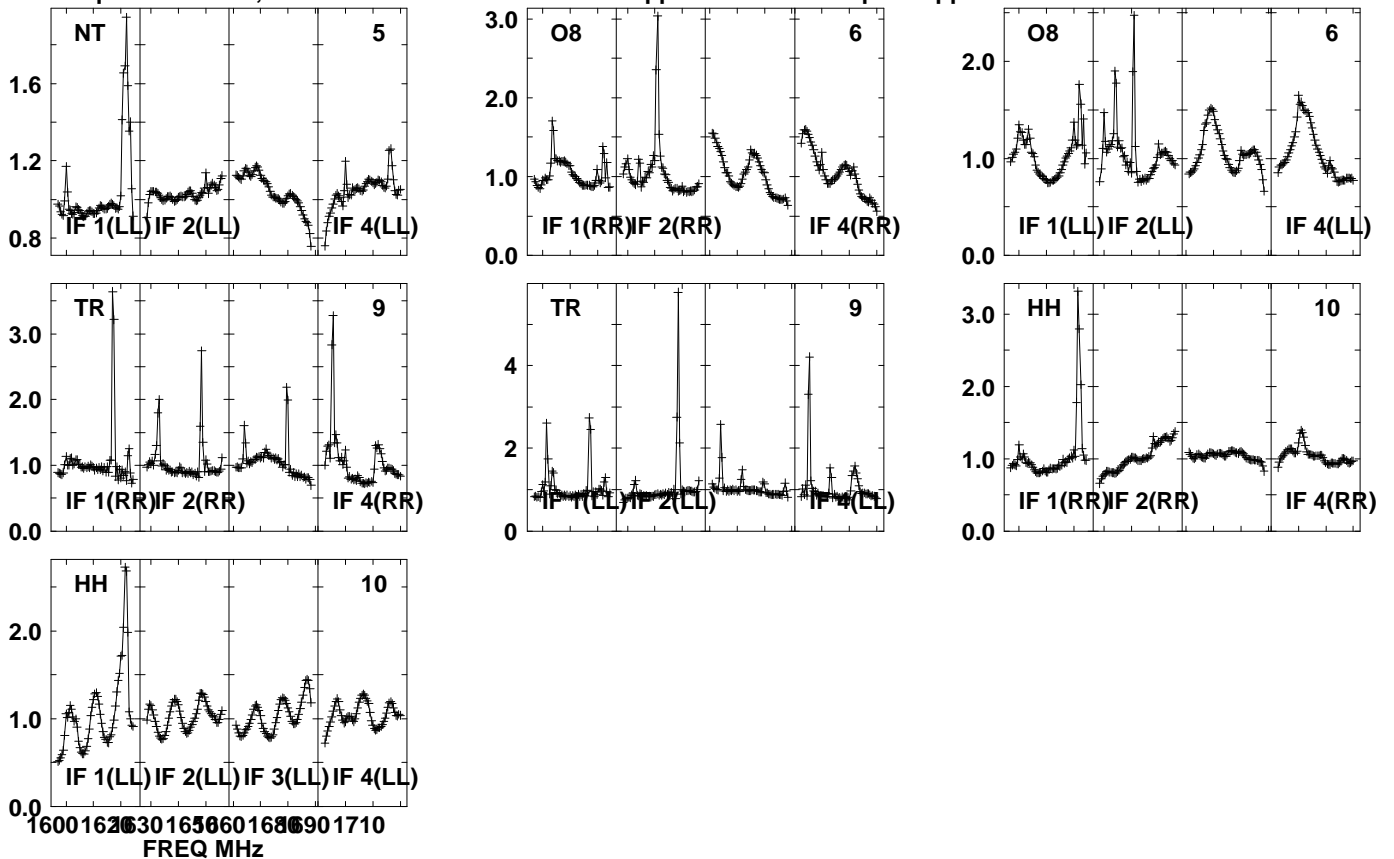 NT 5
1.6
1.2
0.8
IF 1(LL) IF 2(LL) IF 4(LL)
O8 6
3.0
2.0
1.0
0.0
IF 1(RR) IF 2(RR) IF 4(RR)
O8 6
2.0
1.0
0.0
IF 1(LL) IF 2(LL) IF 4(LL)
TR 9
3.0
2.0
1.0
0.0
IF 1(RR) IF 2(RR) IF 4(RR)
TR 9
4
2
0
IF 1(LL) IF 2(LL) IF 4(LL)
HH 10
3.0
2.0
1.0
0.0
IF 1(RR) IF 2(RR) IF 4(RR)
HH 10
2.0
1.0
0.0
IF 1(LL) IF 2(LL) IF 3(LL) IF 4(LL)
1600 1620 1630 1650 1660 1680 1690 1710
FREQ MHz